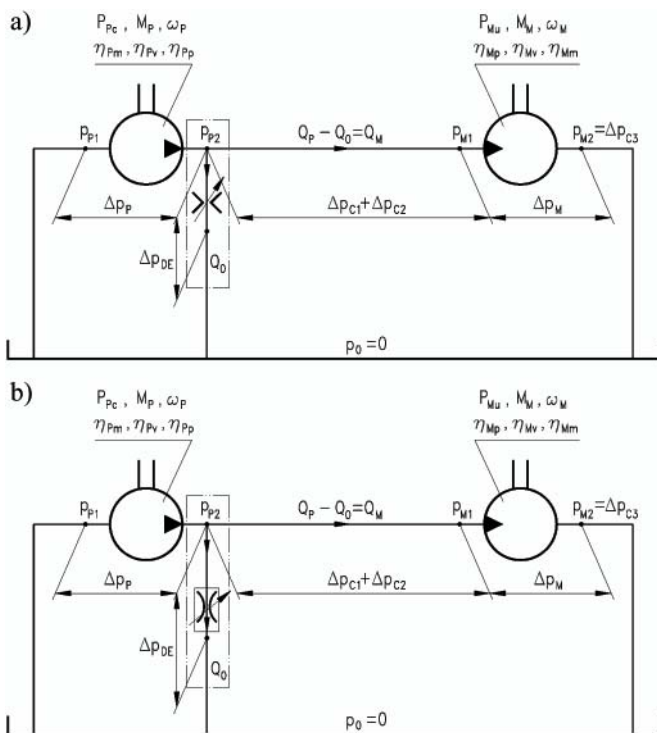 a)
P_Pc , M_P , ω_P
η_Pm , η_Pv , η_Pp
P_Mu , M_M , ω_M
η_Mp , η_Mv , η_Mm
p_P1
p_P2
Q_P − Q_0=Q_M
p_M1
p_M2=Δp_C3
Δp_P
Δp_C1+Δp_C2
Δp_M
Δp_DE
Q_0
p_0=0
b)
P_Pc , M_P , ω_P
η_Pm , η_Pv , η_Pp
P_Mu , M_M , ω_M
η_Mp , η_Mv , η_Mm
p_P1
p_P2
Q_P − Q_0=Q_M
p_M1
p_M2=Δp_C3
Δp_P
Δp_C1+Δp_C2
Δp_M
Δp_DE
Q_0
p_0=0